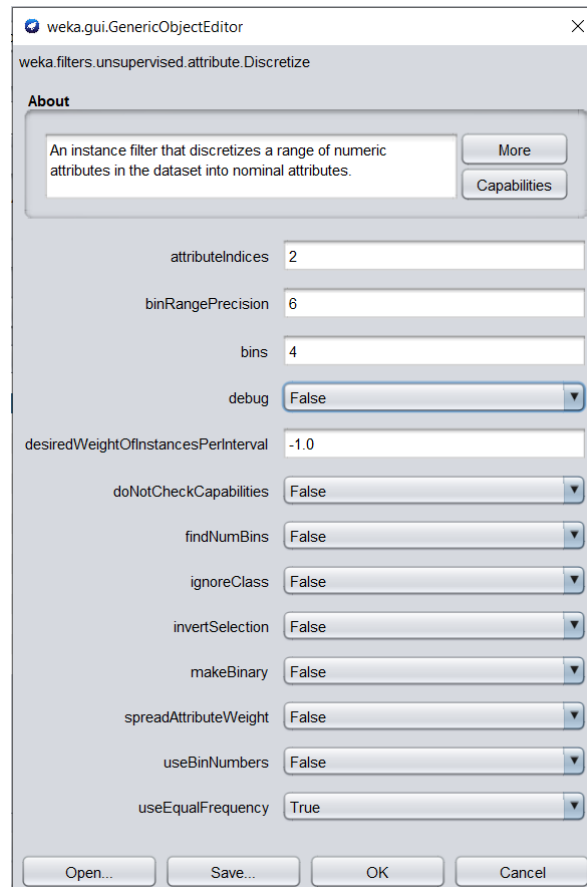 weka.gui.GenericObjectEditor
weka.filters.unsupervised.attribute.Discretize
About
An instance filter that discretizes a range of numeric
attributes in the dataset into nominal attributes.
More
Capabilities
attributeIndices 2
binRangePrecision 6
bins 4
debug False
desiredWeightOfInstancesPerInterval -1.0
doNotCheckCapabilities False
findNumBins False
ignoreClass False
invertSelection False
makeBinary False
spreadAttributeWeight False
useBinNumbers False
useEqualFrequency True
Open... Save... OK Cancel